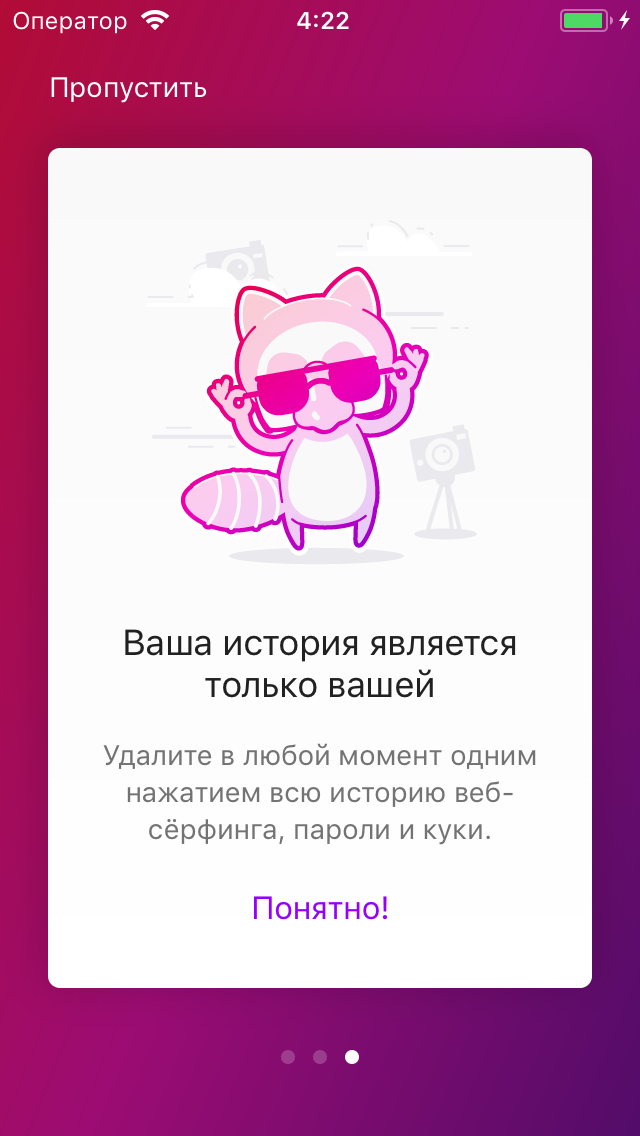 Оператор 4:22
Пропустить
Ваша история является
только вашей
Удалите в любой момент одним
нажатием всю историю веб-
сёрфинга, пароли и куки.
Понятно!